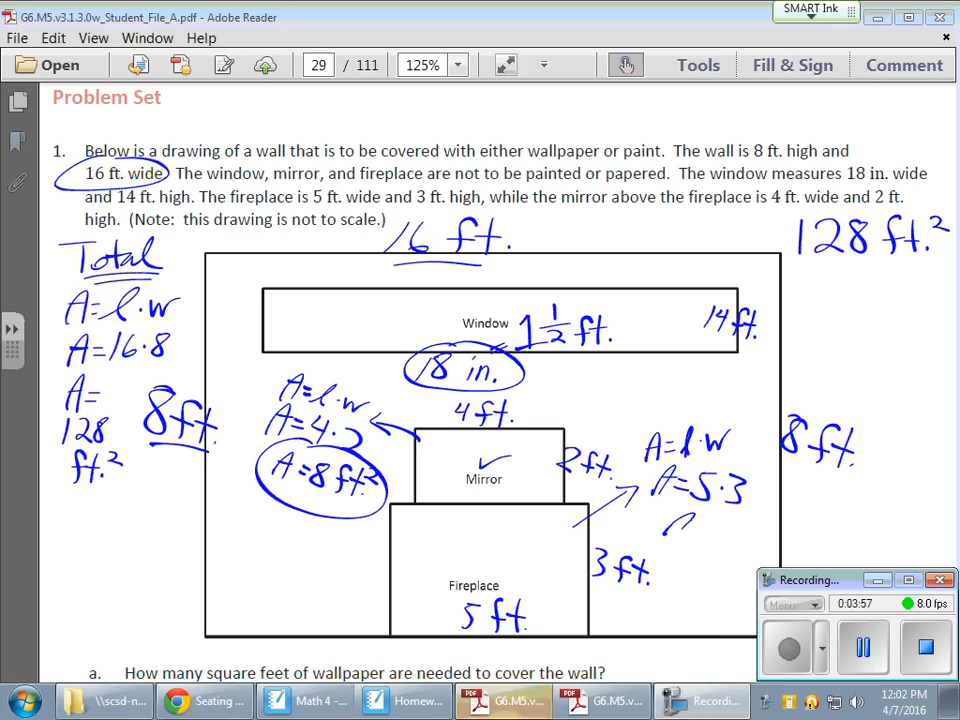 G6.M5.v3.1.3.0w_Student_File_A.pdf - Adobe Reader
SMART Ink
File Edit View Window Help
Open 29 / 111 125% Tools Fill & Sign Comment
Problem Set
1. Below is a drawing of a wall that is to be covered with either wallpaper or paint. The wall is 8 ft. high and
16 ft. wide. The window, mirror, and fireplace are not to be painted or papered. The window measures 18 in. wide
and 14 ft. high. The fireplace is 5 ft. wide and 3 ft. high, while the mirror above the fireplace is 4 ft. wide and 2 ft.
high. (Note: this drawing is not to scale.)
16 ft.
128 ft.²
Total
A=l·w
A=16·8
A=
128
ft.²
8ft.
Window
1 1/2 ft.
14 ft.
18 in.
4 ft.
A=l·w
A=4·2
A=8 ft²
Mirror
2 ft.
A=l·w
A=5·3
8 ft.
Fireplace
5 ft.
3 ft.
Recording...
Menu
0:03:57
8.0 fps
a. How many square feet of wallpaper are needed to cover the wall?
\\scsd-n...
Seating ...
Math 4 -...
Homew...
G6.M5.v...
G6.M5.v...
Recordi...
12:02 PM
4/7/2016